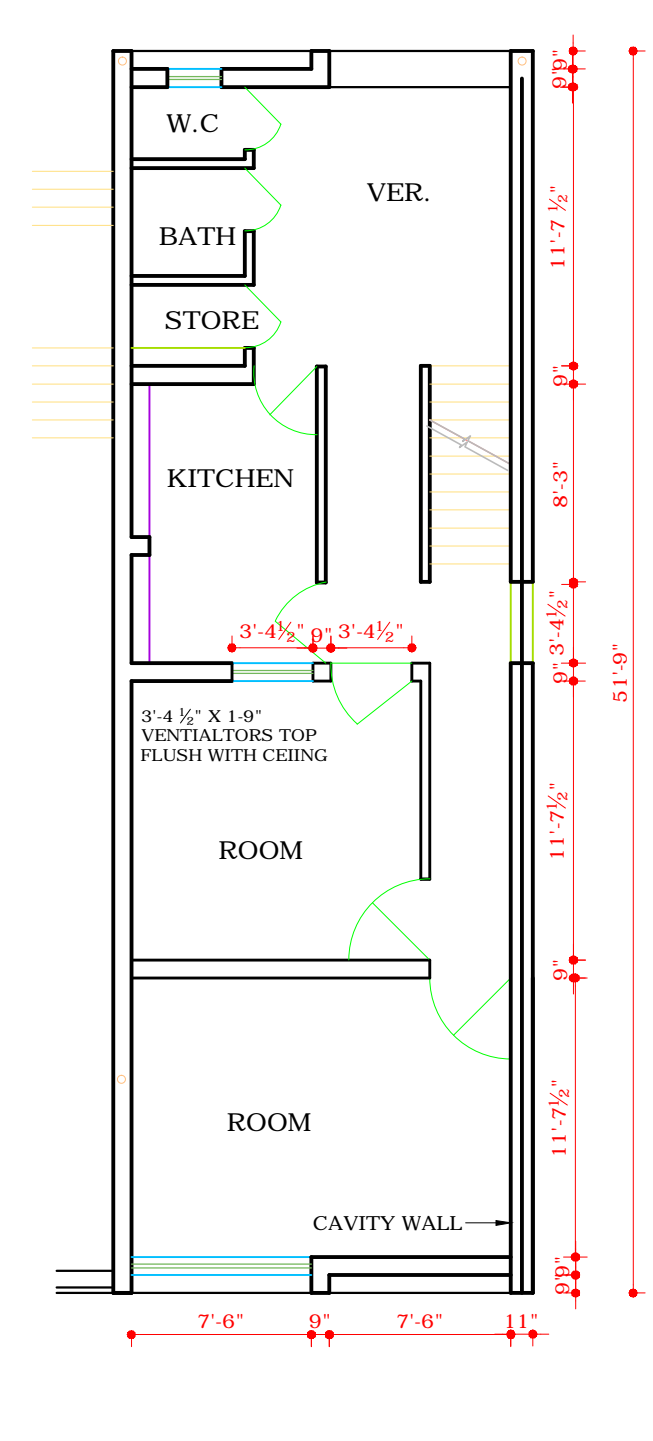 9"
9"
W.C
VER.
11'-7 ½"
BATH
STORE
9"
KITCHEN
8'-3"
3'-4½"
9"
3'-4½"
3'-4½"
9"
51'-9"
3'-4 ½" X 1-9"
VENTIALTORS TOP
FLUSH WITH CEIING
11'-7½"
ROOM
9"
11'-7½"
ROOM
CAVITY WALL
9"
9"
7'-6"
9"
7'-6"
11"